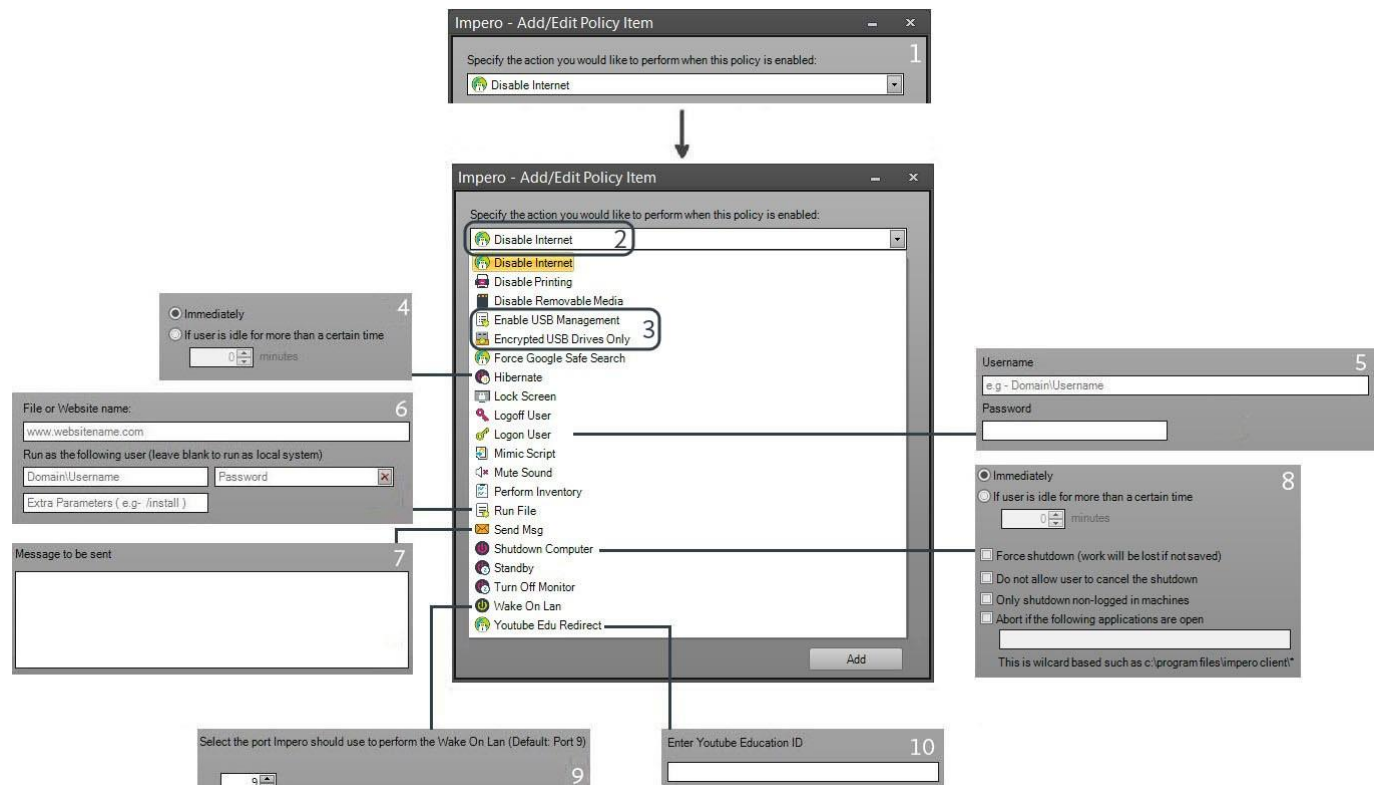 Impero - Add/Edit Policy Item
1
Specify the action you would like to perform when this policy is enabled:
Disable Internet
Impero - Add/Edit Policy Item
Specify the action you would like to perform when this policy is enabled:
Disable Internet
2
Disable Internet
Disable Printing
Disable Removable Media
Enable USB Management
Encrypted USB Drives Only
3
Force Google Safe Search
Hibernate
Lock Screen
Logoff User
Logon User
Mimic Script
Mute Sound
Perform Inventory
Run File
Send Msg
Shutdown Computer
Standby
Turn Off Monitor
Wake On Lan
Youtube Edu Redirect
Add
4
Immediately
If user is idle for more than a certain time
0 minutes
5
Username
e.g - Domain\Username
Password
6
File or Website name:
www.websitename.com
Run as the following user (leave blank to run as local system)
Domain\Username Password
Extra Parameters ( e.g- /install )
7
Message to be sent
8
Immediately
If user is idle for more than a certain time
0 minutes
Force shutdown (work will be lost if not saved)
Do not allow user to cancel the shutdown
Only shutdown non-logged in machines
Abort if the following applications are open
This is wilcard based such as c:\program files\impero client\*
Select the port Impero should use to perform the Wake On Lan (Default: Port 9)
9
9
Enter Youtube Education ID
10